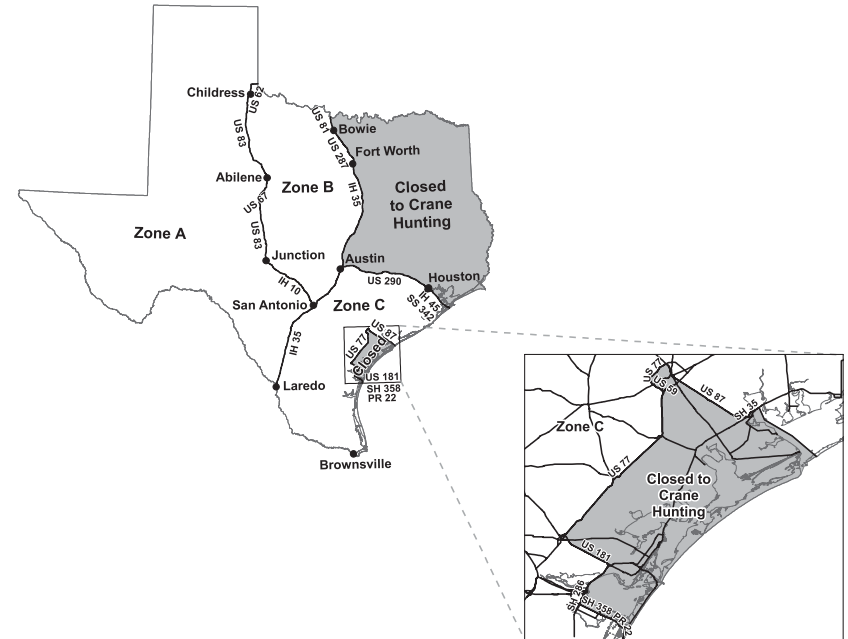 Childress
US 62
US 83
US 81
Bowie
US 287
Fort Worth
Abilene
Zone B
IH 35
Closed
to Crane
Hunting
US 67
Zone A
US 83
Junction
Austin
IH 10
US 290
Houston
San Antonio
Zone C
IH 45
SS 342
IH 35
US 77
US 87
Closed
US 181
Laredo
SH 358
PR 22
Brownsville
US 77
US 59
US 87
SH 35
Zone C
US 77
Closed to
Crane
Hunting
US 181
SH 286
SH 358
PR 22